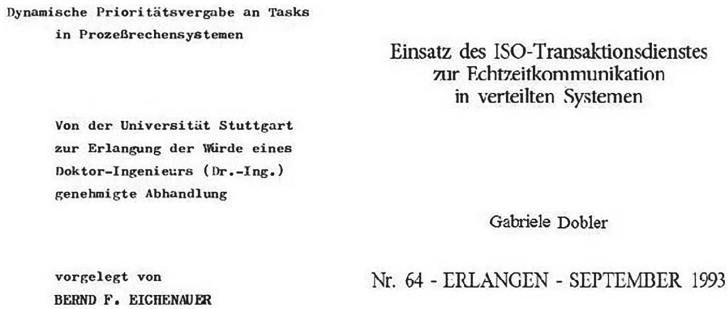 Dynamische Prioritätsvergabe an Tasks
in Prozeßrechensystemen
Von der Universität Stuttgart
zur Erlangung der Würde eines
Doktor-Ingenieurs (Dr.-Ing.)
genehmigte Abhandlung
vorgelegt von
BERND F. EICHENAUER
Einsatz des ISO-Transaktionsdienstes
zur Echtzeitkommunikation
in verteilten Systemen
Gabriele Dobler
Nr. 64 - ERLANGEN - SEPTEMBER 1993